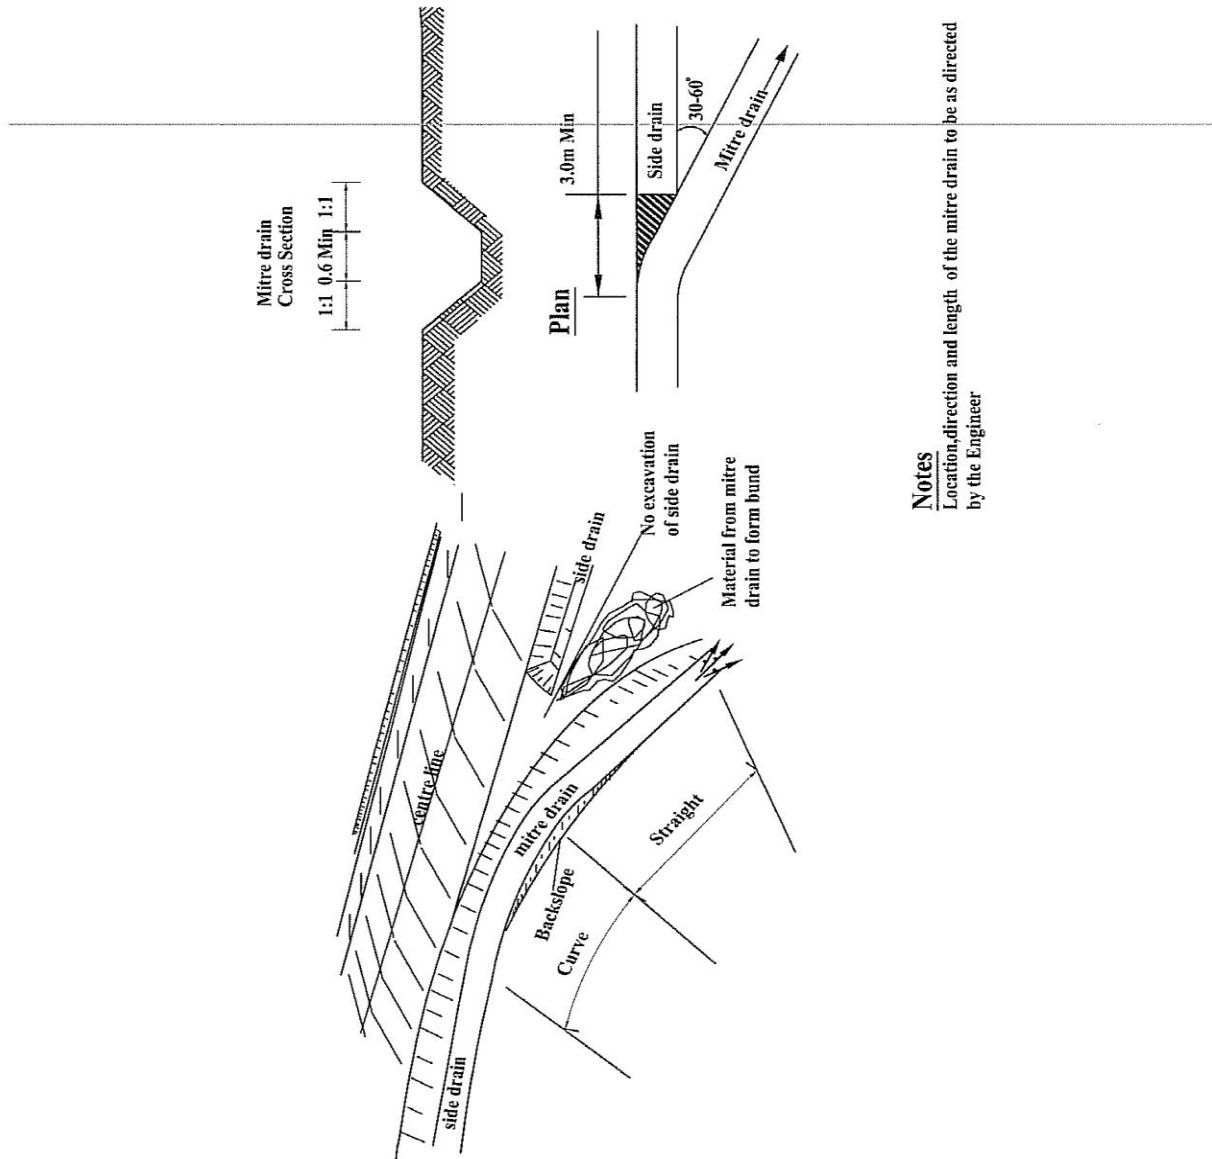 Mitre drain
Cross Section
1:1 0.6 Min 1:1
Plan
3.0m Min
Side drain
30-60°
Mitre drain
centre line
side drain
No excavation
of side drain
Material from mitre
drain to form bund
side drain
mitre drain
Backslope
Curve
Straight
Notes
Location,direction and length of the mitre drain to be as directed
by the Engineer